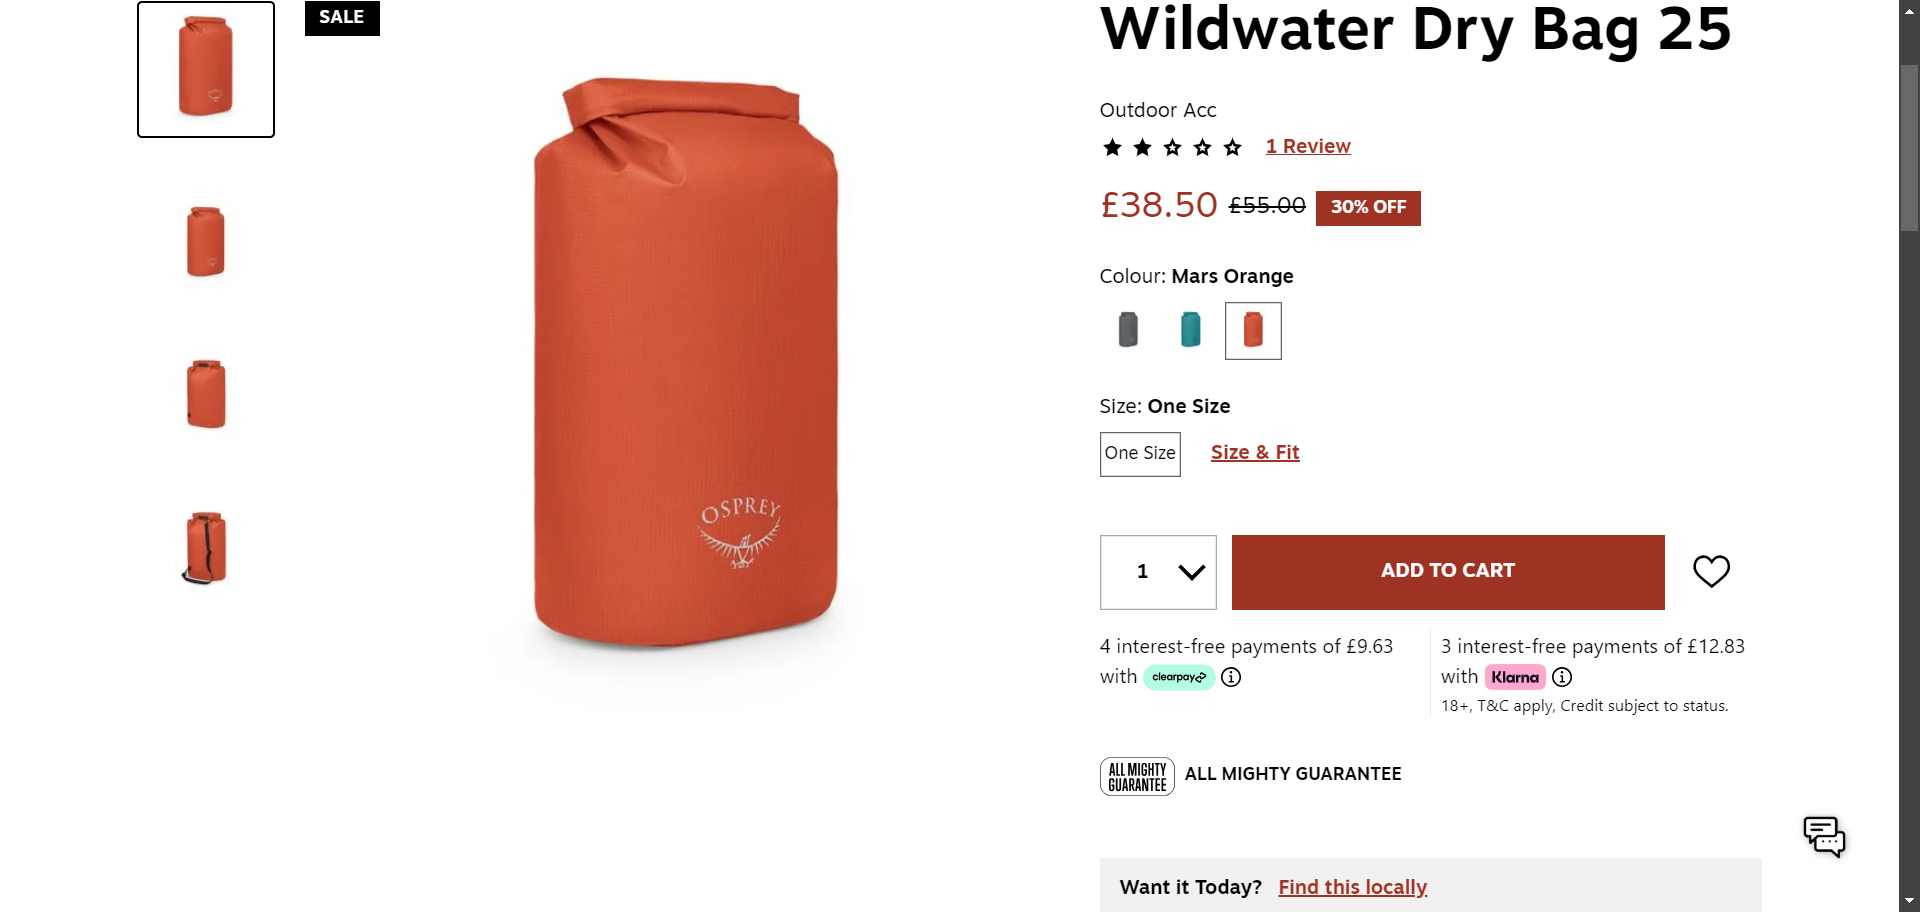 SALE
OSPREY
Wildwater Dry Bag 25
Outdoor Acc
1 Review
£38.50 £55.00 30% OFF
Colour: Mars Orange
Size: One Size
One Size Size & Fit
1 ADD TO CART
4 interest-free payments of £9.63
with clearpay
3 interest-free payments of £12.83
with Klarna
18+, T&C apply, Credit subject to status.
ALL MIGHTY
GUARANTEE
ALL MIGHTY GUARANTEE
Want it Today? Find this locally